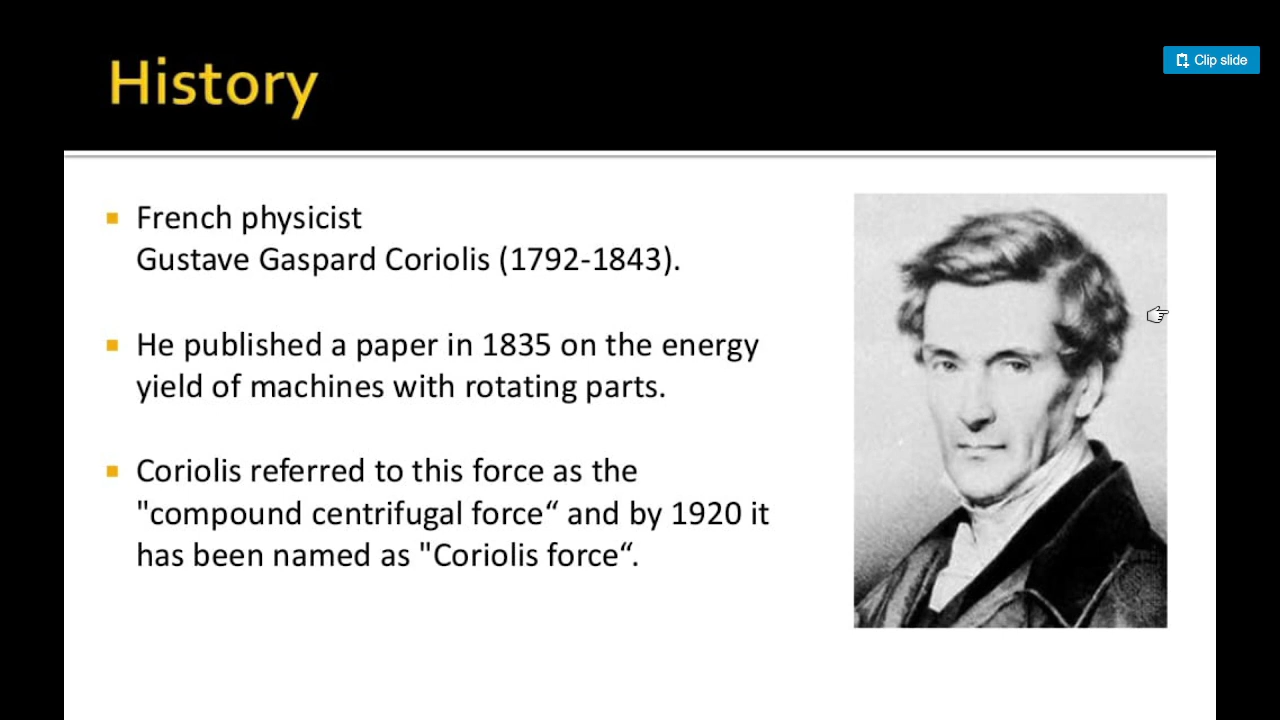 History
Clip slide
French physicist
Gustave Gaspard Coriolis (1792-1843).
He published a paper in 1835 on the energy
yield of machines with rotating parts.
Coriolis referred to this force as the
"compound centrifugal force“ and by 1920 it
has been named as "Coriolis force“.